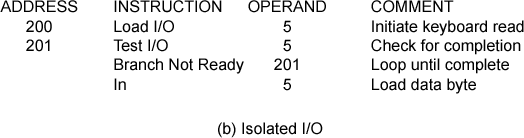 ADDRESS INSTRUCTION OPERAND COMMENT
200 Load I/O 5 Initiate keyboard read
201 Test I/O 5 Check for completion
Branch Not Ready 201 Loop until complete
In 5 Load data byte
(b) Isolated I/O